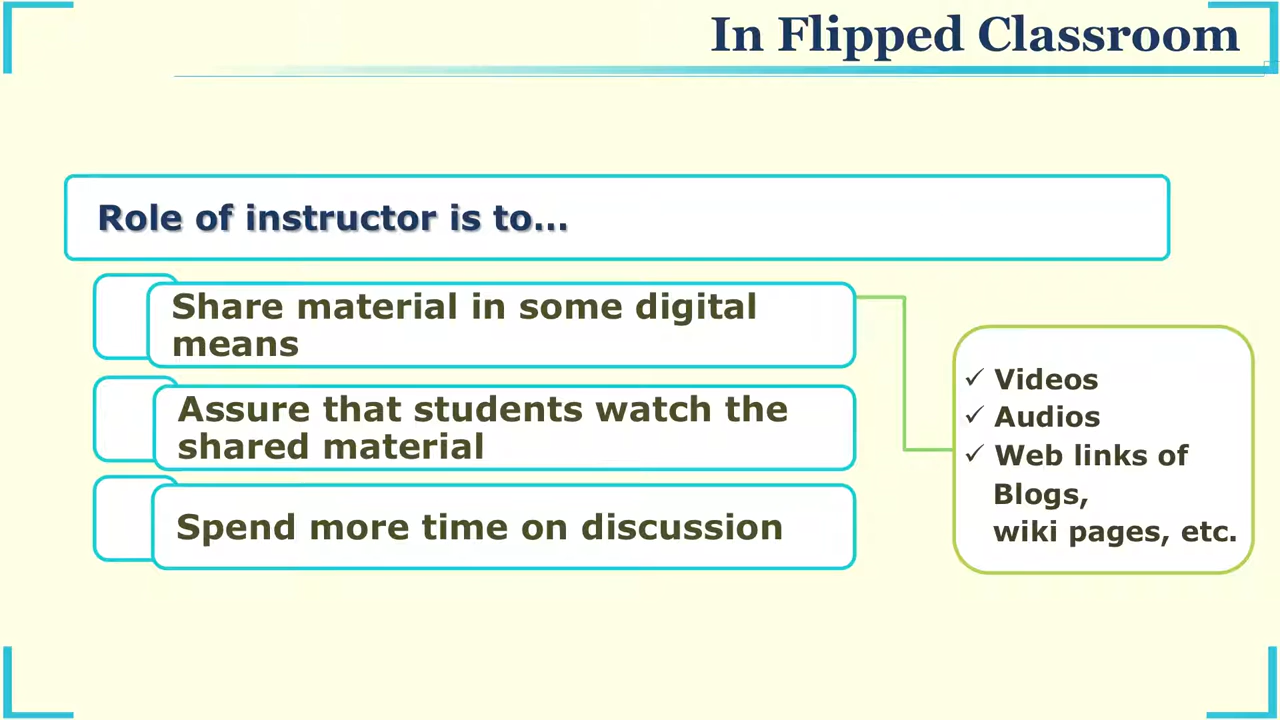 In Flipped Classroom
Role of instructor is to...
Share material in some digital
means
Assure that students watch the
shared material
Spend more time on discussion
✓ Videos
✓ Audios
✓ Web links of
Blogs,
wiki pages, etc.